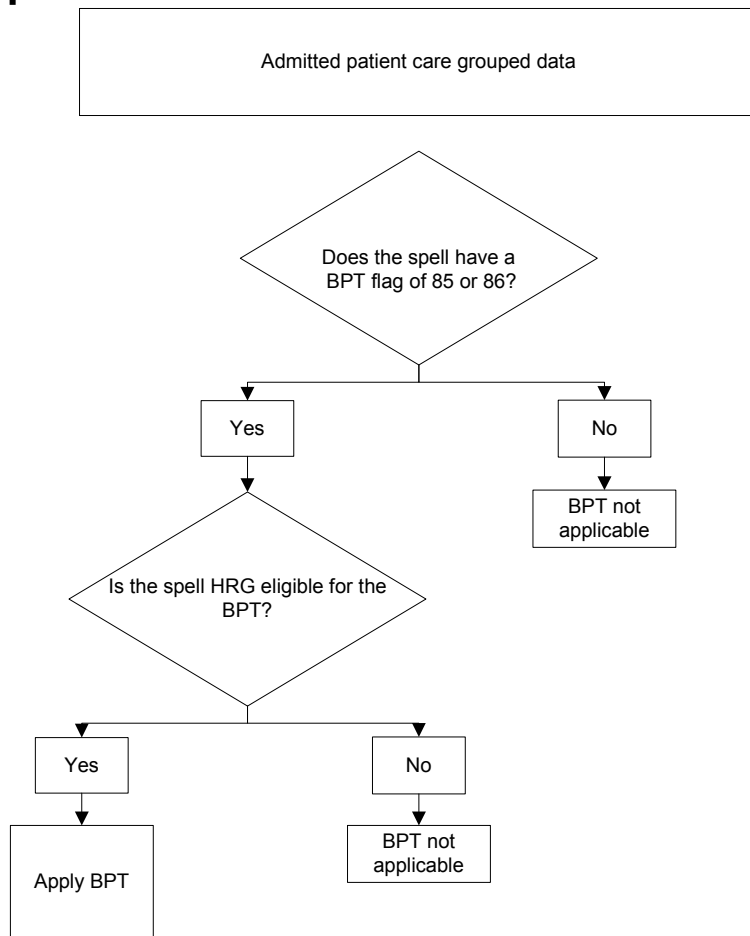 Admitted patient care grouped data
Does the spell have a
BPT flag of 85 or 86?
Yes
No
BPT not
applicable
Is the spell HRG eligible for the
BPT?
Yes
No
Apply BPT
BPT not
applicable